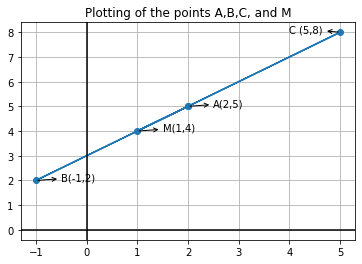 Plotting of the points A,B,C, and M
8
7
6
5
4
3
2
1
0
C (5,8)
A(2,5)
M(1,4)
B(-1,2)
−1 0 1 2 3 4 5